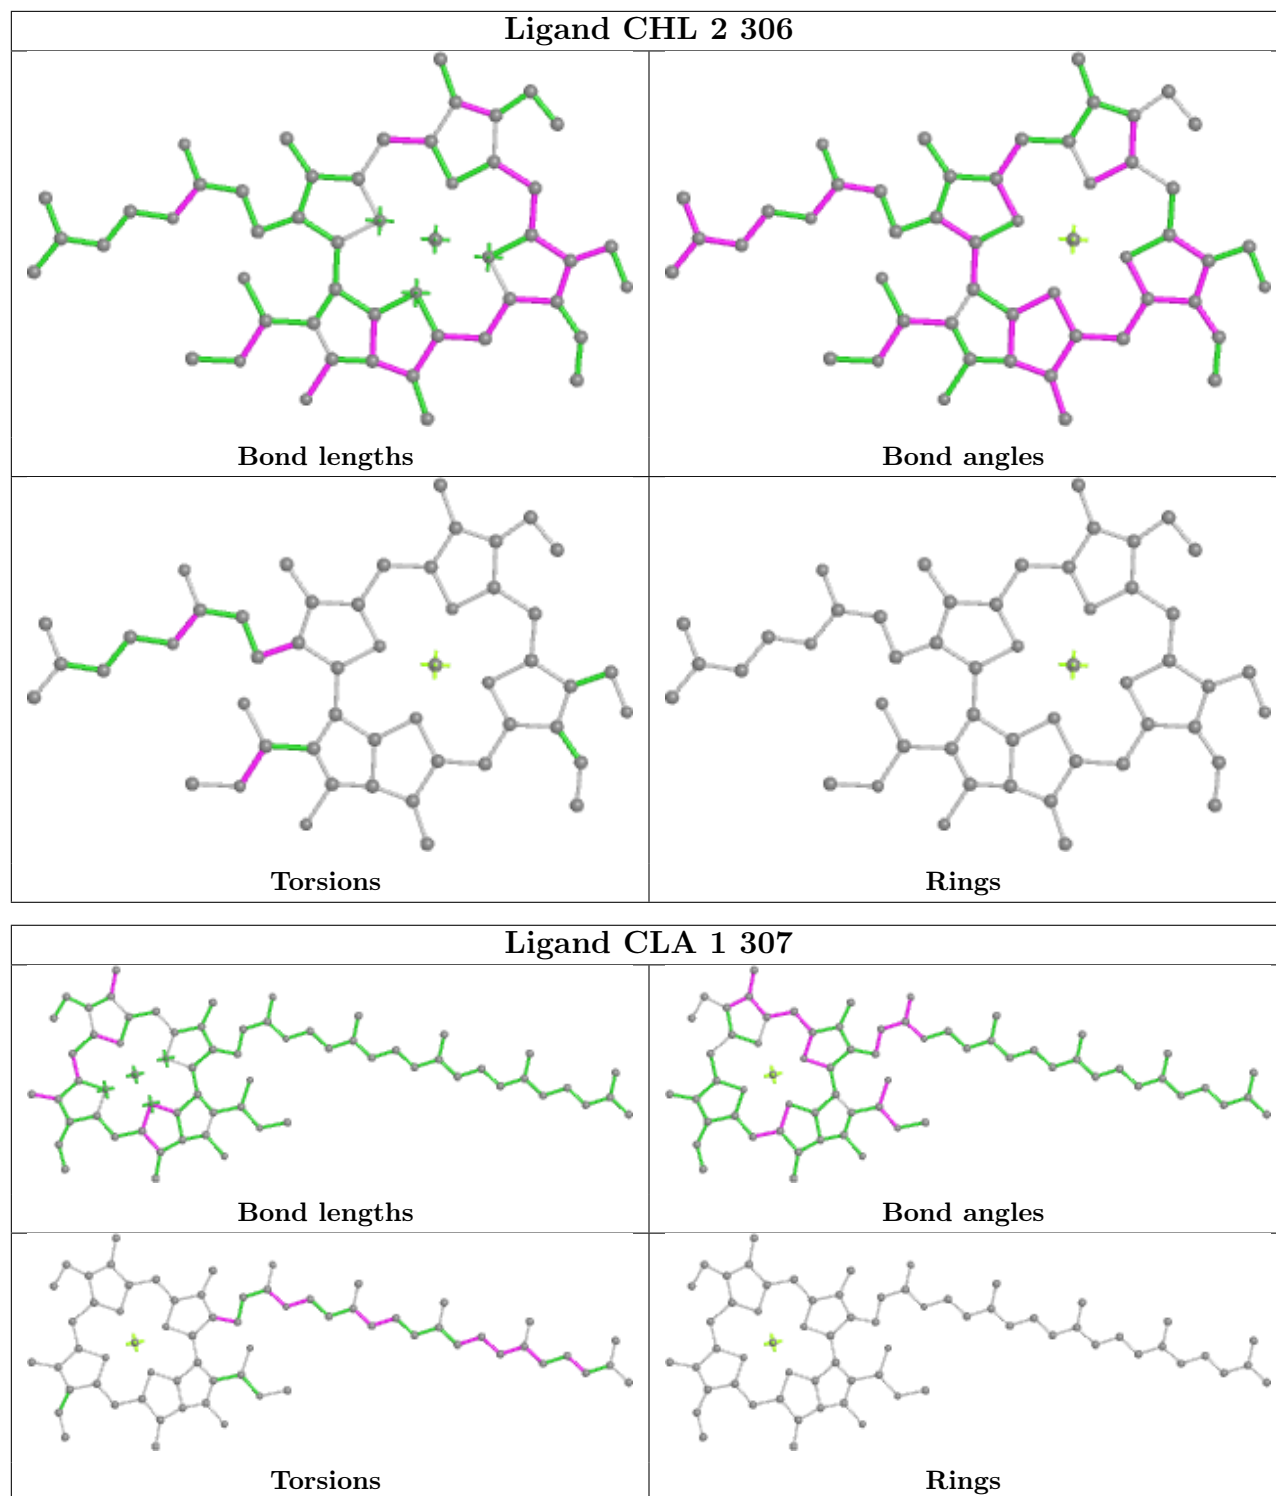 Ligand CHL 2 306
Bond lengths
Bond angles
Torsions
Rings
Ligand CLA 1 307
Bond lengths
Bond angles
Torsions
Rings